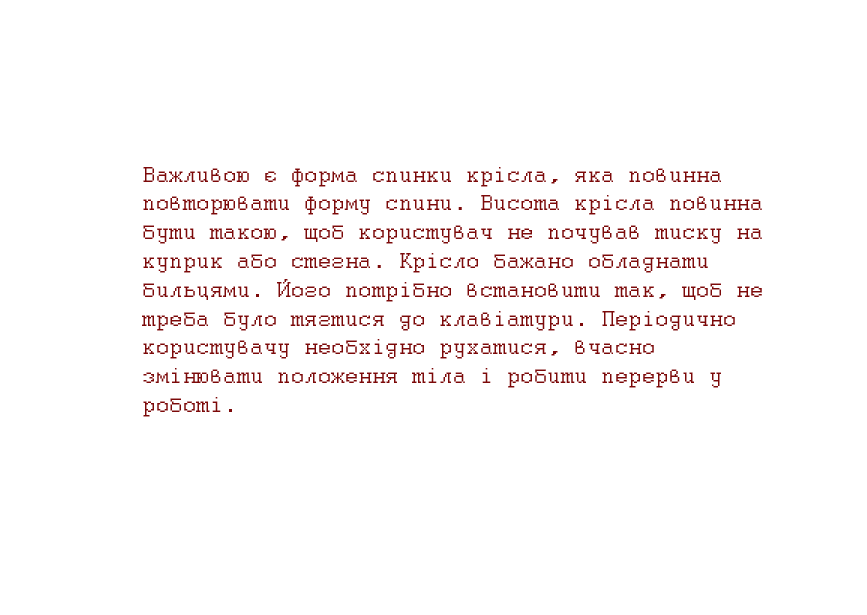 Важливою є форма спинки крісла, яка повинна
повторювати форму спини. Висота крісла повинна
бути такою, щоб користувач не почував тиску на
куприк або стегна. Крісло бажано обладнати
бильцями. Його потрібно встановити так, щоб не
треба було тягтися до клавіатури. Періодично
користувачу необхідно рухатися, вчасно
змінювати положення тіла і робити перерви у
роботі.